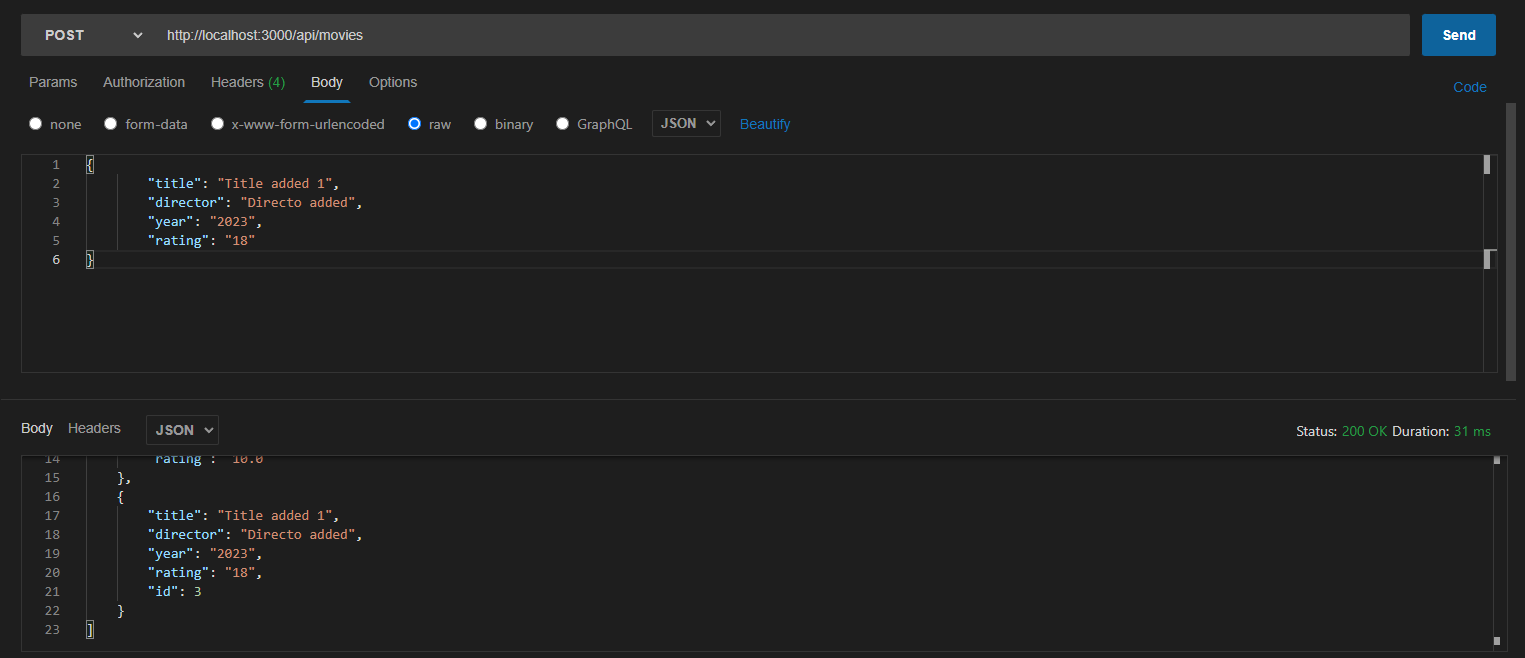 POST http://localhost:3000/api/movies Send
Params Authorization Headers (4) Body Options Code
none form-data x-www-form-urlencoded raw binary GraphQL JSON Beautify
1 {
2 "title": "Title added 1",
3 "director": "Directo added",
4 "year": "2023",
5 "rating": "18"
6 }
Body Headers JSON Status: 200 OK Duration: 31 ms
14 rating : 10.0
15 },
16 {
17 "title": "Title added 1",
18 "director": "Directo added",
19 "year": "2023",
20 "rating": "18",
21 "id": 3
22 }
23 ]